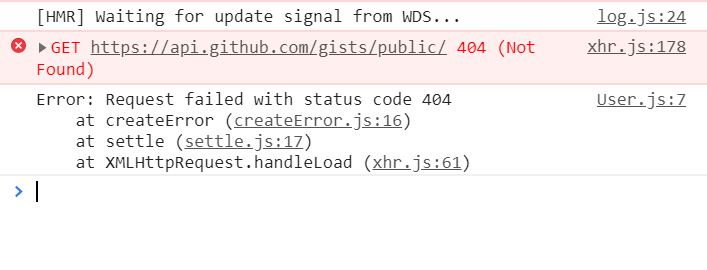 [HMR] Waiting for update signal from WDS... log.js:24
GET https://api.github.com/gists/public/ 404 (Not xhr.js:178
Found)
Error: Request failed with status code 404 User.js:7
at createError (createError.js:16)
at settle (settle.js:17)
at XMLHttpRequest.handleLoad (xhr.js:61)